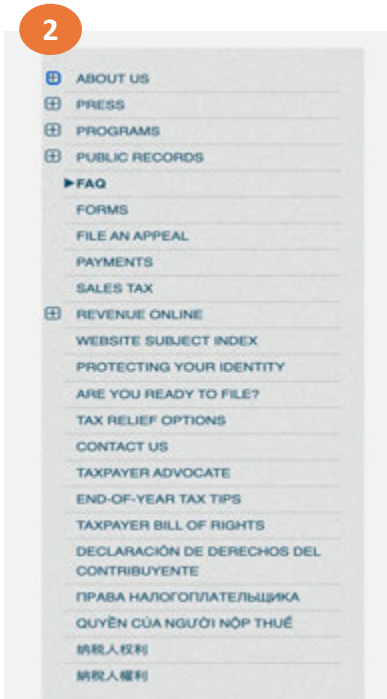 2
ABOUT US
PRESS
PROGRAMS
PUBLIC RECORDS
FAQ
FORMS
FILE AN APPEAL
PAYMENTS
SALES TAX
REVENUE ONLINE
WEBSITE SUBJECT INDEX
PROTECTING YOUR IDENTITY
ARE YOU READY TO FILE?
TAX RELIEF OPTIONS
CONTACT US
TAXPAYER ADVOCATE
END-OF-YEAR TAX TIPS
TAXPAYER BILL OF RIGHTS
DECLARACIÓN DE DERECHOS DEL
CONTRIBUYENTE
ПРАВА НАЛОГОПЛАТЕЛЬЩИКА
QUYỀN CỦA NGƯỜI NỘP THUẾ
纳税人权利
納稅人權利